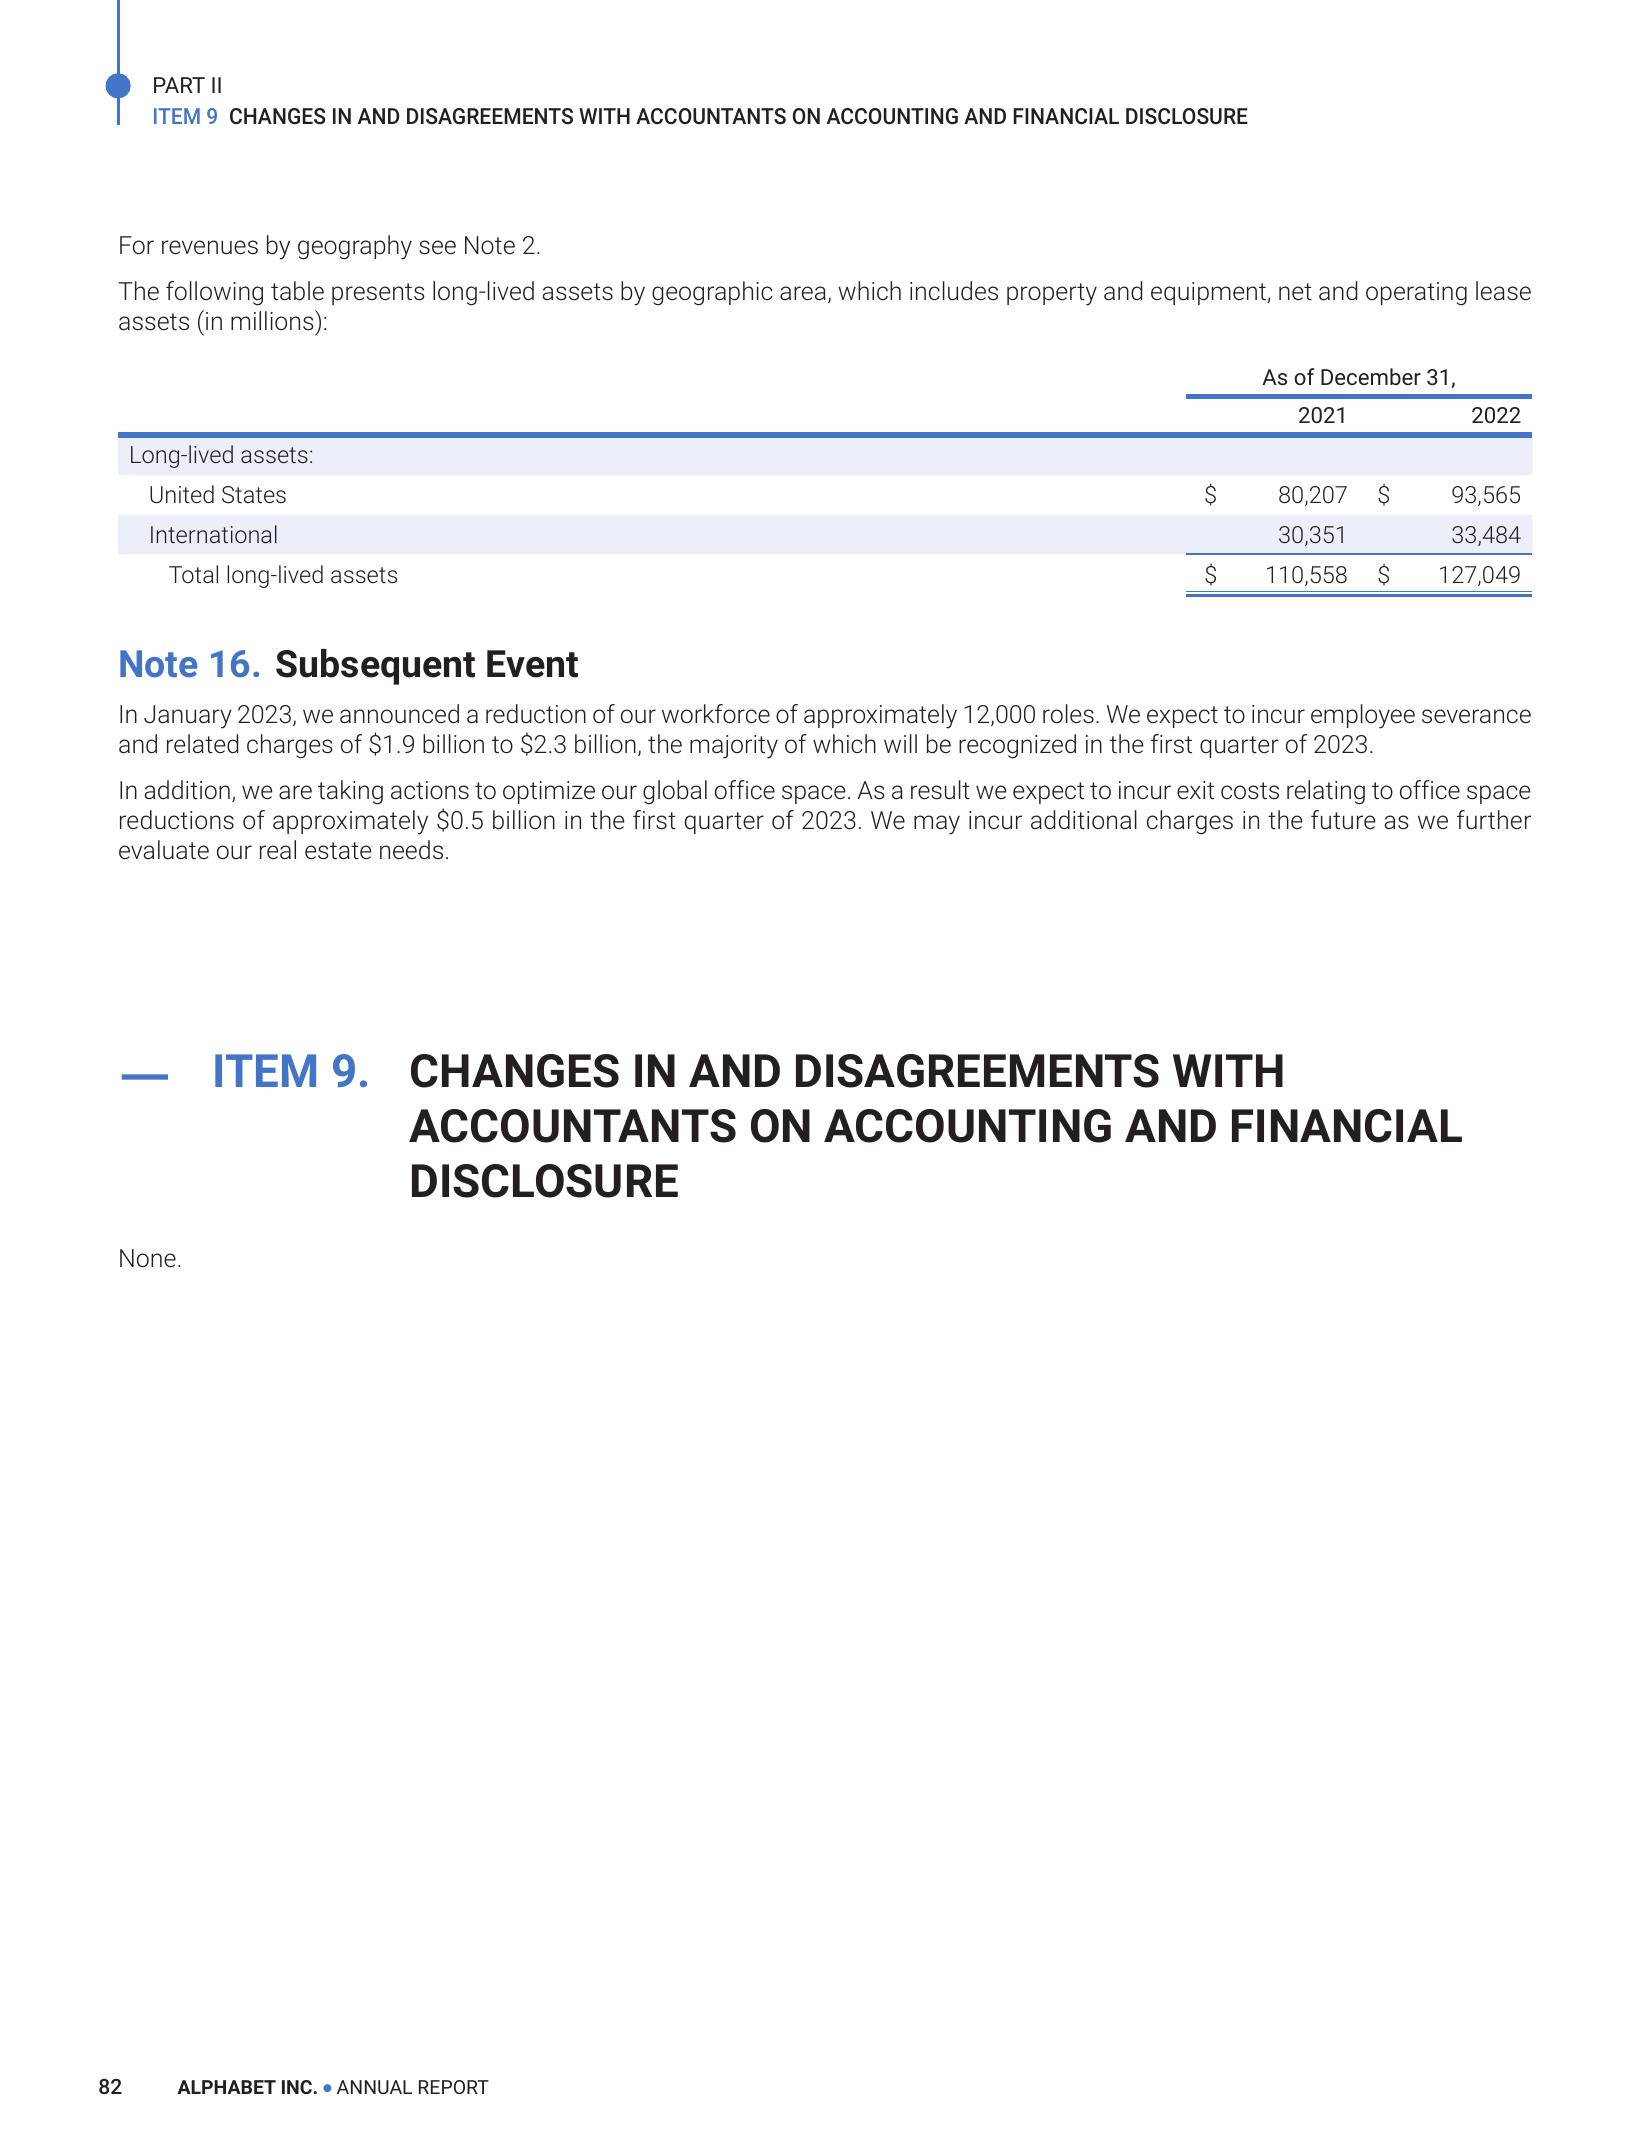 PART II
ITEM 9 CHANGES IN AND DISAGREEMENTS WITH ACCOUNTANTS ON ACCOUNTING AND FINANCIAL DISCLOSURE
For revenues by geography see Note 2.
The following table presents long-lived assets by geographic area, which includes property and equipment, net and operating lease
assets (in millions):
As of December 31,
2021 2022
Long-lived assets:
United States $ 80,207 $ 93,565
International 30,351 33,484
Total long-lived assets $ 110,558 $ 127,049
Note 16. Subsequent Event
In January 2023, we announced a reduction of our workforce of approximately 12,000 roles. We expect to incur employee severance
and related charges of $1.9 billion to $2.3 billion, the majority of which will be recognized in the first quarter of 2023.
In addition, we are taking actions to optimize our global office space. As a result we expect to incur exit costs relating to office space
reductions of approximately $0.5 billion in the first quarter of 2023. We may incur additional charges in the future as we further
evaluate our real estate needs.
— ITEM 9. CHANGES IN AND DISAGREEMENTS WITH
ACCOUNTANTS ON ACCOUNTING AND FINANCIAL
DISCLOSURE
None.
82 ALPHABET INC. • ANNUAL REPORT